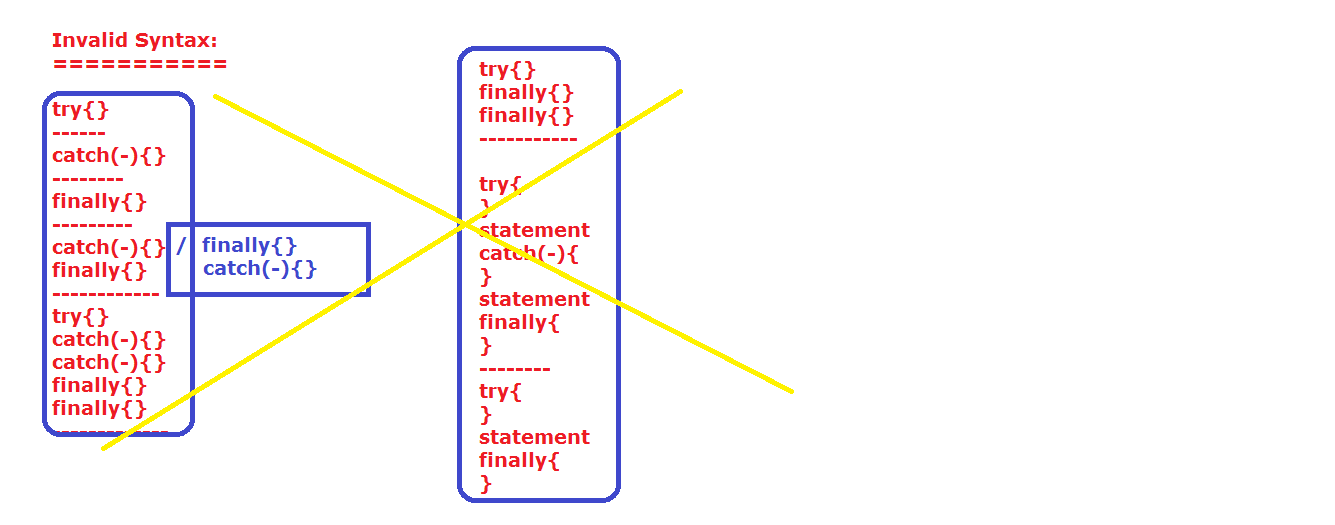 Invalid Syntax:
===========
try{}
------
catch(-){}
--------
finally{}
---------
catch(-){} / finally{}
finally{} catch(-){}
------------
try{}
catch(-){}
catch(-){}
finally{}
finally{}
-------------
try{}
finally{}
finally{}
-----------
try{
}
statement
catch(-){
}
statement
finally{
}
--------
try{
}
statement
finally{
}